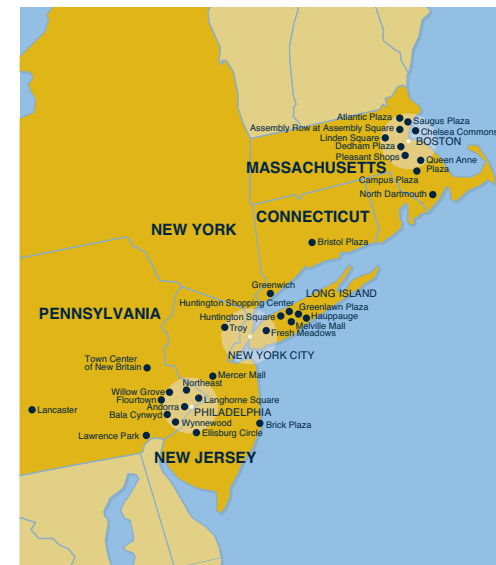 Atlantic Plaza
Saugus Plaza
Assembly Row at Assembly Square
Chelsea Commons
Linden Square
BOSTON
Dedham Plaza
Pleasant Shops
Queen Anne
Plaza
MASSACHUSETTS
Campus Plaza
North Dartmouth
CONNECTICUT
NEW YORK
Bristol Plaza
Greenwich
LONG ISLAND
Huntington Shopping Center
Greenlawn Plaza
PENNSYLVANIA
Huntington Square
Hauppauge
Melville Mall
Troy
Fresh Meadows
NEW YORK CITY
Town Center
of New Britain
Mercer Mall
Northeast
Willow Grove
Flourtown
Langhorne Square
Lancaster
Andorra
PHILADELPHIA
Bala Cynwyd
Wynnewood
Brick Plaza
Lawrence Park
Ellisburg Circle
NEW JERSEY